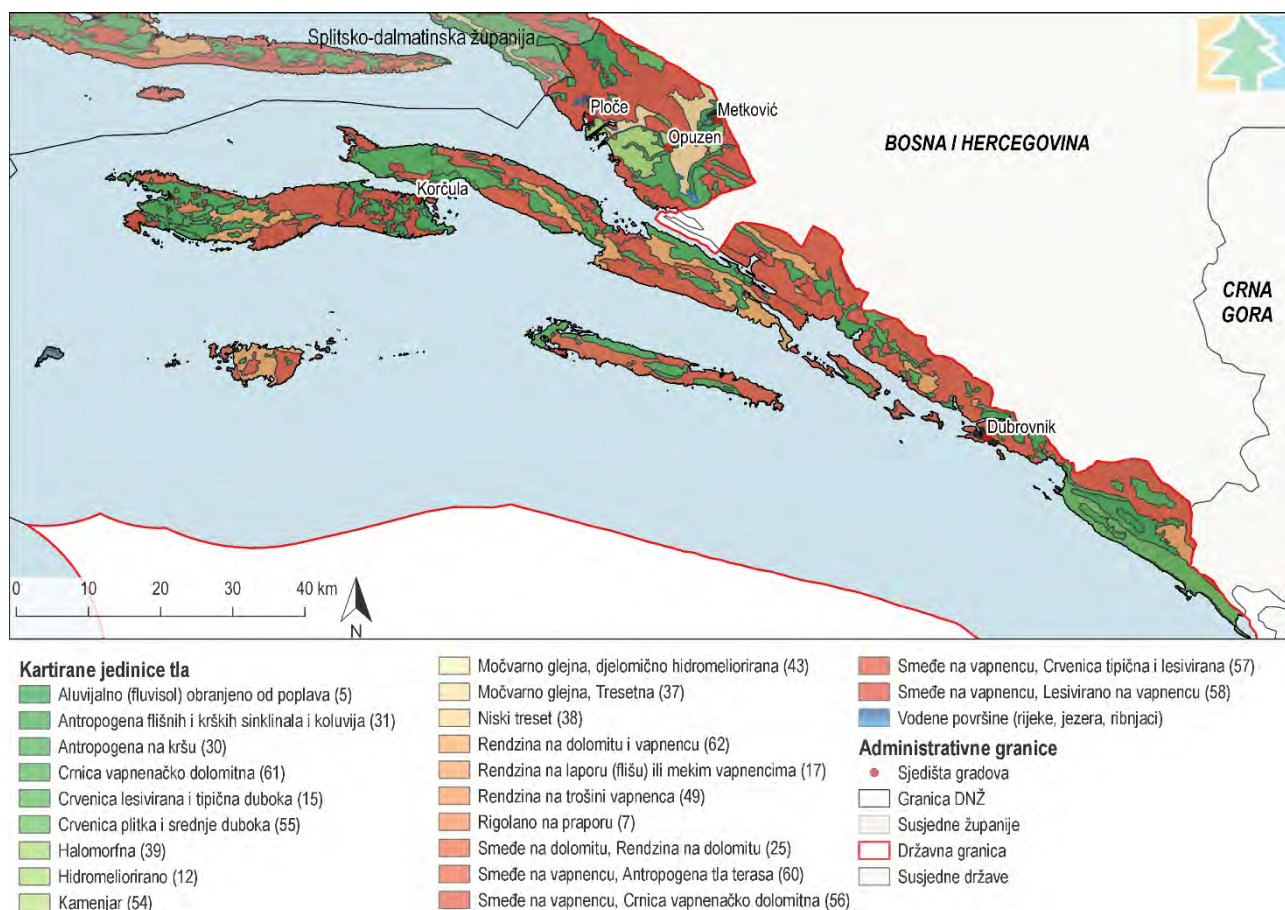 Splitsko-dalmatinska županija
Ploče
Metković
Opuzen
BOSNA I HERCEGOVINA
Korčula
CRNA
GORA
Dubrovnik
0 10 20 30 40 km
N
Kartirane jedinice tla
Aluvijalno (fluvisol) obranjeno od poplava (5)
Antropogena flišnih i krških sinklinala i koluvija (31)
Antropogena na kršu (30)
Crnica vapnenačko dolomitna (61)
Crvenica lesivirana i tipična duboka (15)
Crvenica plitka i srednje duboka (55)
Halomorfna (39)
Hidromeliorirano (12)
Kamenjar (54)
Močvarno glejna, djelomično hidromeliorirana (43)
Močvarno glejna, Tresetna (37)
Niski treset (38)
Rendzina na dolomitu i vapnencu (62)
Rendzina na laporu (flišu) ili mekim vapnencima (17)
Rendzina na trošini vapnenca (49)
Rigolano na praporu (7)
Smeđe na dolomitu, Rendzina na dolomitu (25)
Smeđe na vapnencu, Antropogena tla terasa (60)
Smeđe na vapnencu, Crnica vapnenačko dolomitna (56)
Smeđe na vapnencu, Crvenica tipična i lesivirana (57)
Smeđe na vapnencu, Lesivirano na vapnencu (58)
Vodene površine (rijeke, jezera, ribnjaci)
Administrativne granice
Sjedišta gradova
Granica DNŽ
Susjedne županije
Državna granica
Susjedne države